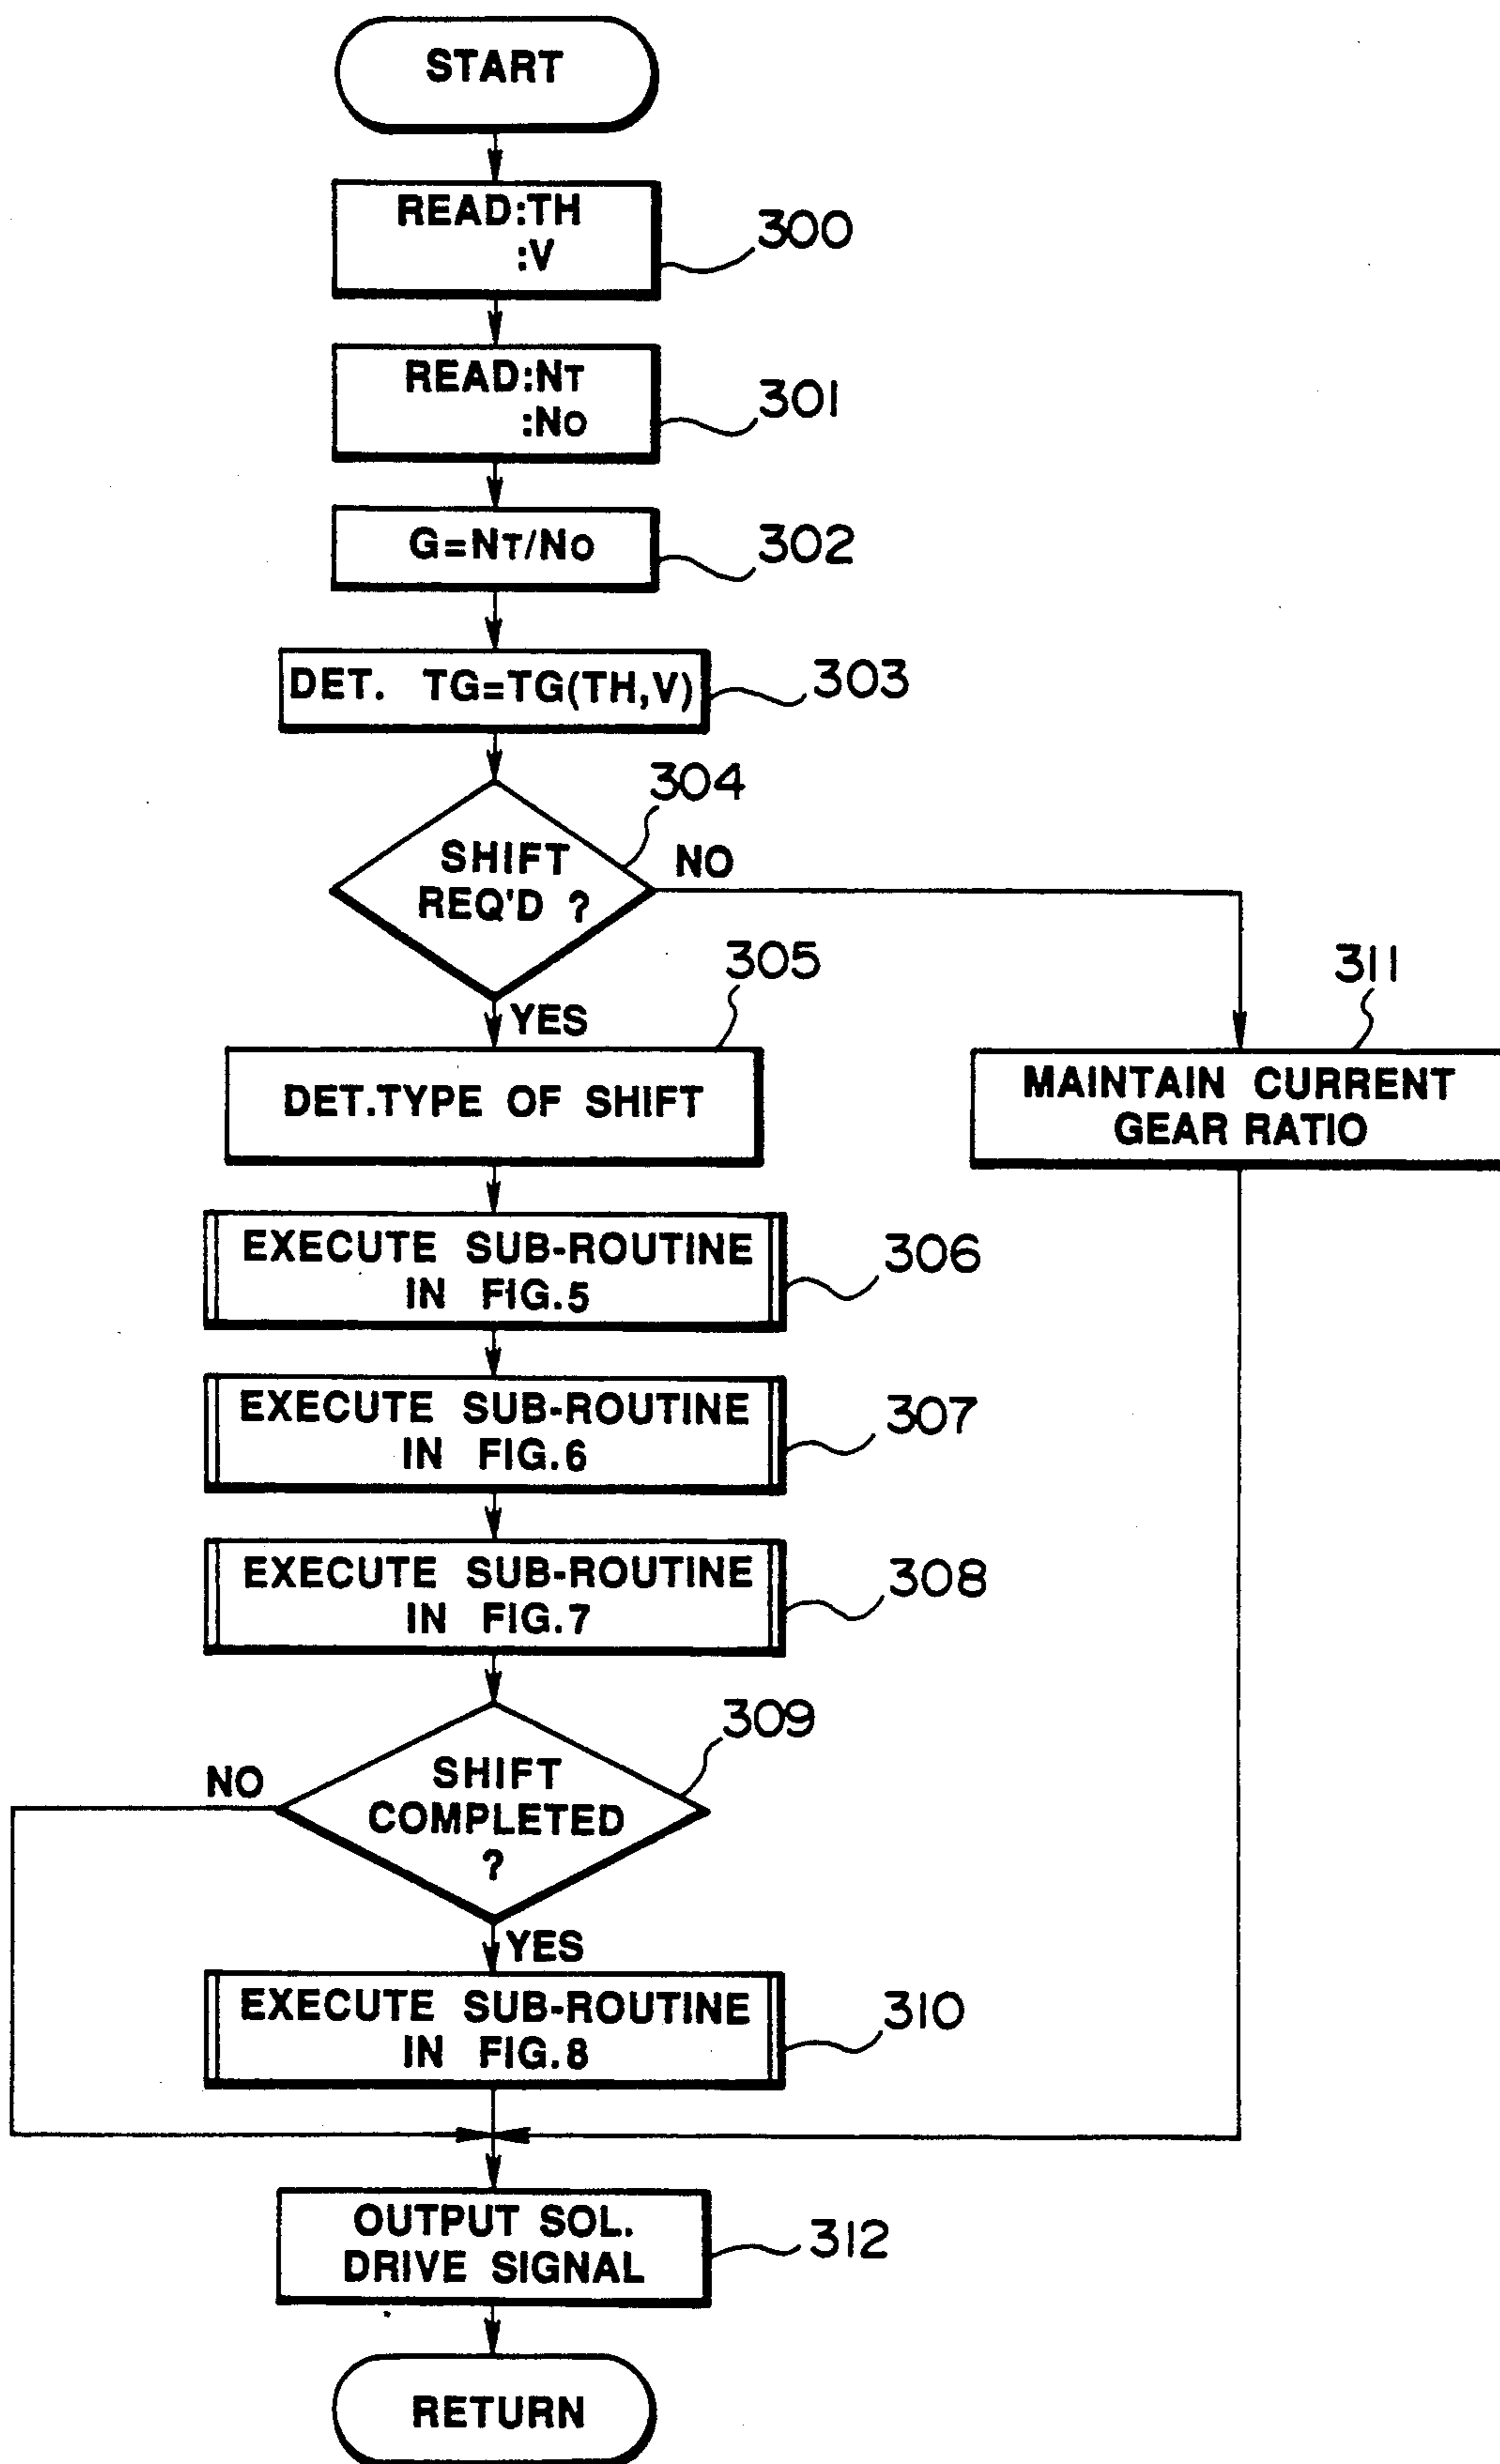 START
READ:TH
:V
300
READ:NT
:NO
301
G=NT/NO
302
DET. TG=TG(TH,V)
303
304
SHIFT
REQ'D ?
NO
YES
305
DET.TYPE OF SHIFT
311
MAINTAIN CURRENT
GEAR RATIO
EXECUTE SUB-ROUTINE
IN FIG.5
306
EXECUTE SUB-ROUTINE
IN FIG.6
307
EXECUTE SUB-ROUTINE
IN FIG.7
308
309
SHIFT
COMPLETED
?
NO
YES
EXECUTE SUB-ROUTINE
IN FIG.8
310
OUTPUT SOL.
DRIVE SIGNAL
312
RETURN